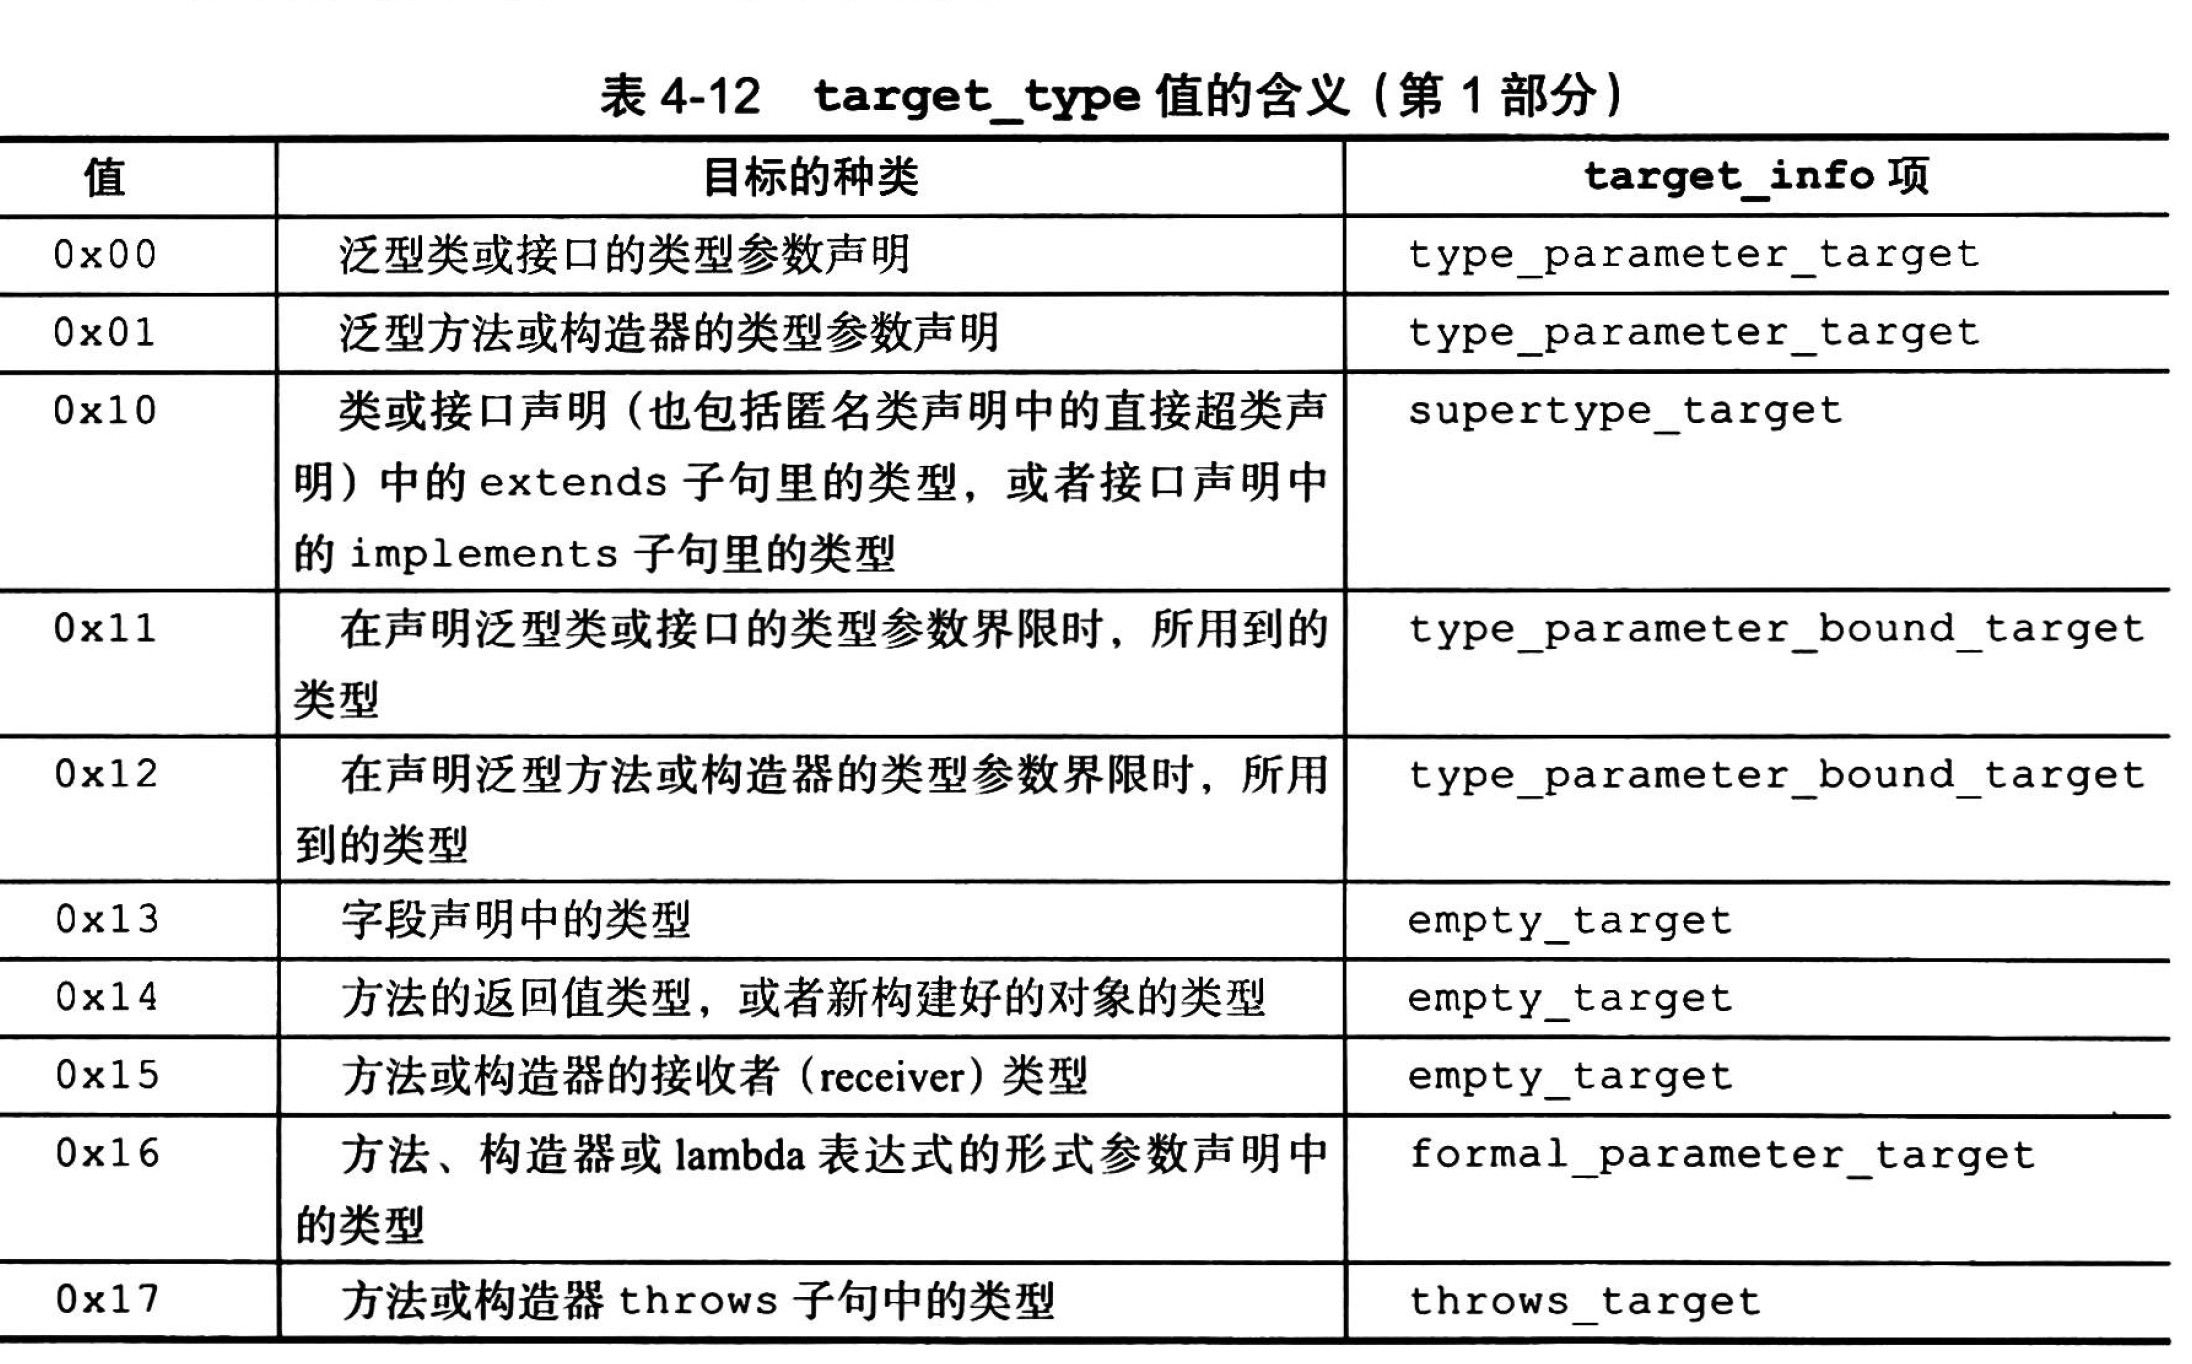 表 4-12 target_type 值的含义（第 1 部分）
值 目标的种类 target_info 项
0x00 泛型类或接口的类型参数声明 type_parameter_target
0x01 泛型方法或构造器的类型参数声明 type_parameter_target
0x10 类或接口声明（也包括匿名类声明中的直接超类声 supertype_target
明）中的 extends 子句里的类型，或者接口声明中
的 implements 子句里的类型
0x11 在声明泛型类或接口的类型参数界限时，所用到的 type_parameter_bound_target
类型
0x12 在声明泛型方法或构造器的类型参数界限时，所用 type_parameter_bound_target
到的类型
0x13 字段声明中的类型 empty_target
0x14 方法的返回值类型，或者新构建好的对象的类型 empty_target
0x15 方法或构造器的接收者（receiver）类型 empty_target
0x16 方法、构造器或 lambda 表达式的形式参数声明中 formal_parameter_target
的类型
0x17 方法或构造器 throws 子句中的类型 throws_target